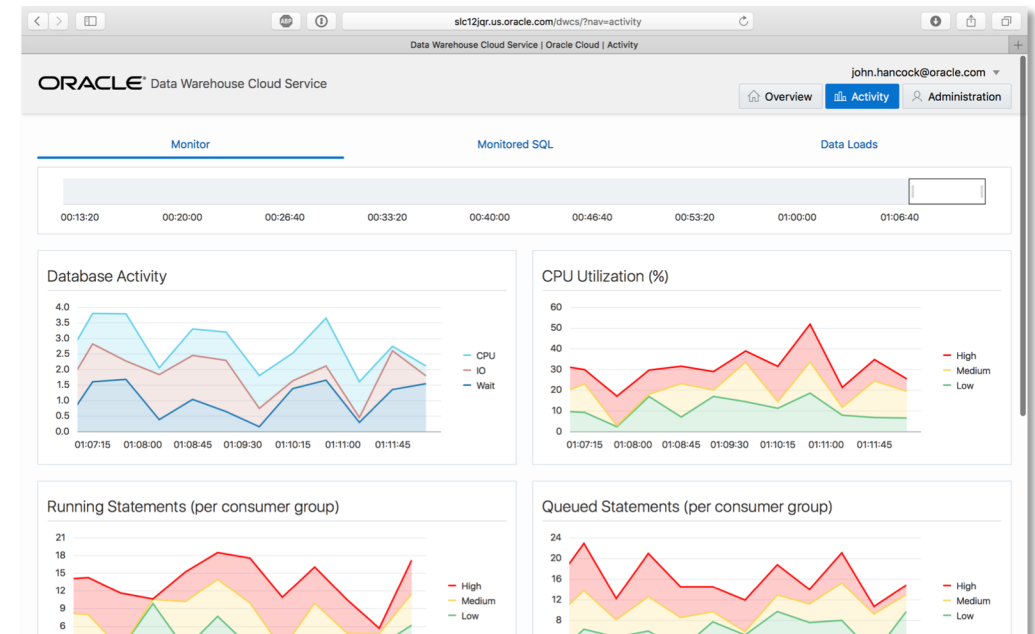 ABP
slc12jqr.us.oracle.com/dwcs/?nav=activity
Data Warehouse Cloud Service | Oracle Cloud | Activity
ORACLE® Data Warehouse Cloud Service
john.hancock@oracle.com
Overview Activity Administration
Monitor Monitored SQL Data Loads
00:13:20 00:20:00 00:26:40 00:33:20 00:40:00 00:46:40 00:53:20 01:00:00 01:06:40
Database Activity
4.0
3.5
3.0
2.5
2.0
1.5
1.0
0.5
0.0
01:07:15 01:08:00 01:08:45 01:09:30 01:10:15 01:11:00 01:11:45
CPU
IO
Wait
CPU Utilization (%)
60
50
40
30
20
10
0
01:07:15 01:08:00 01:08:45 01:09:30 01:10:15 01:11:00 01:11:45
High
Medium
Low
Running Statements (per consumer group)
21
18
15
12
9
6
High
Medium
Low
Queued Statements (per consumer group)
24
20
16
12
8
High
Medium
Low